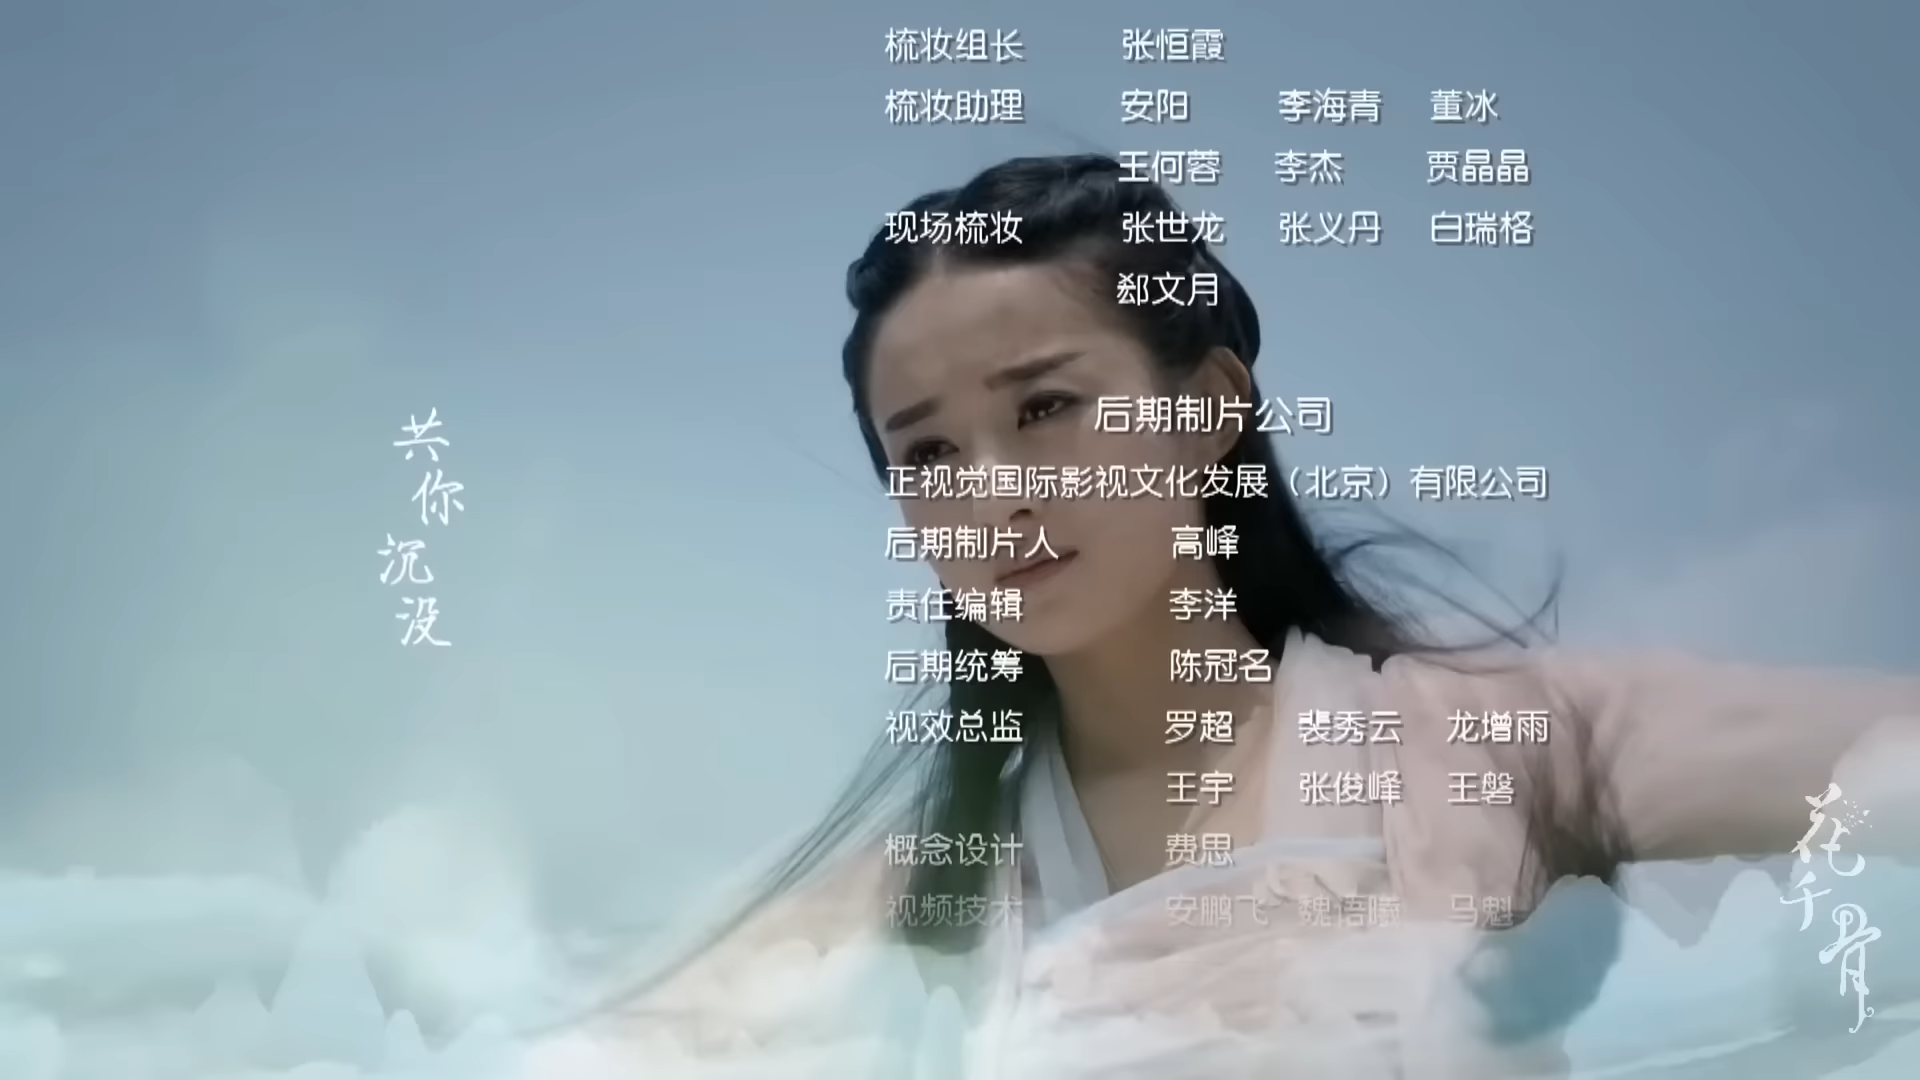 梳妆组长 张恒霞
梳妆助理 安阳 李海青 董冰
王何蓉 李杰 贾晶晶
现场梳妆 张世龙 张义丹 白瑞格
郄文月
后期制片公司
正视觉国际影视文化发展（北京）有限公司
后期制片人 高峰
责任编辑 李洋
后期统筹 陈冠名
视效总监 罗超 裴秀云 龙增雨
王宇 张俊峰 王磐
概念设计 费思
视频技术 安鹏飞 魏语曦 马魁
共你沉没
花千骨